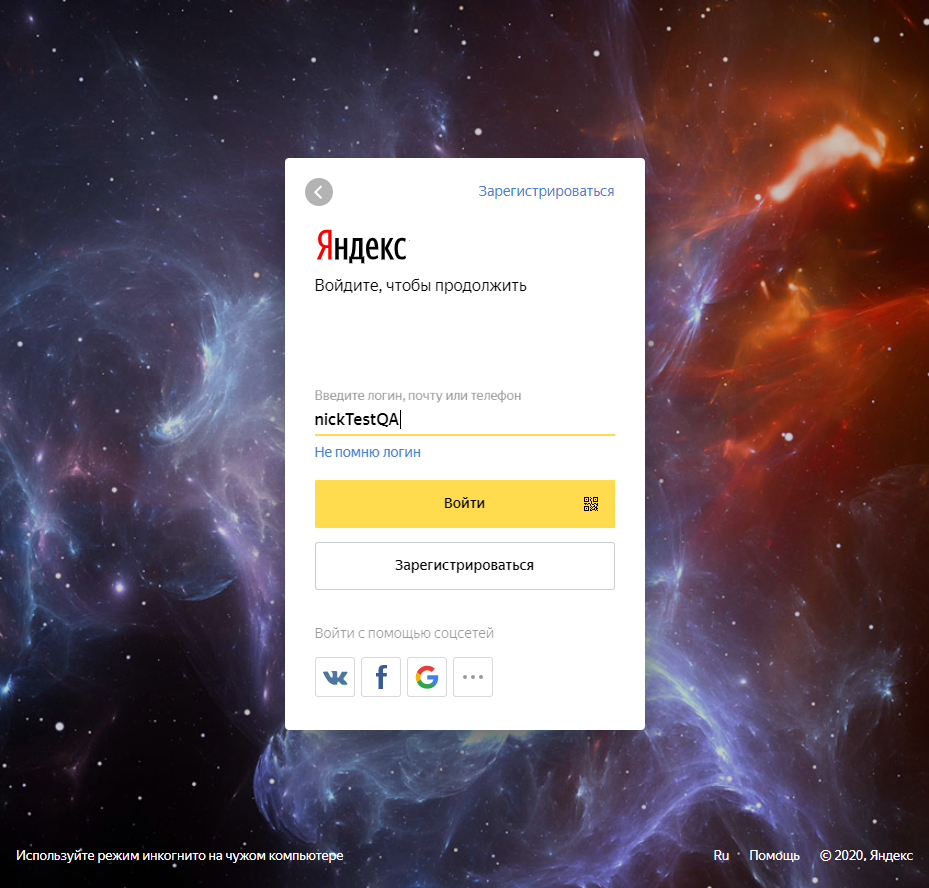 Зарегистрироваться
Яндекс
Войдите, чтобы продолжить
Введите логин, почту или телефон
nickTestQA
Не помню логин
Войти
Зарегистрироваться
Войти с помощью соцсетей
Используйте режим инкогнито на чужом компьютере
Ru · Помощь © 2020, Яндекс